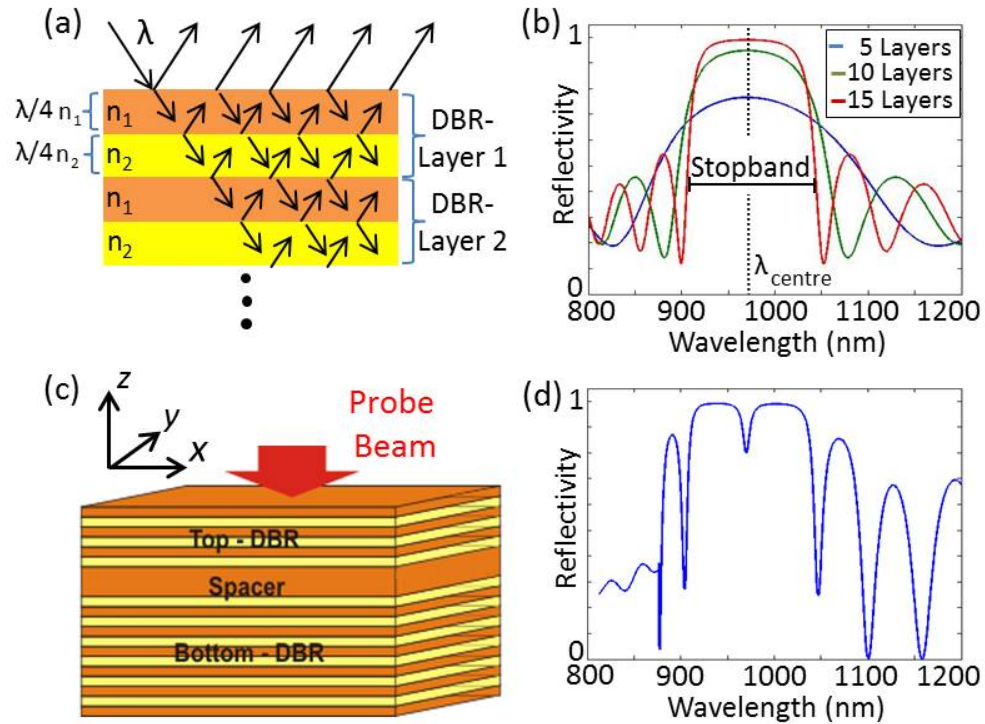 (a)
λ
λ/4 n₁
n₁
DBR-
Layer 1
λ/4 n₂
n₂
n₁
DBR-
Layer 2
n₂
(b)
1
5 Layers
10 Layers
15 Layers
Stopband
λcentre
Reflectivity
0
800 900 1000 1100 1200
Wavelength (nm)
(c)
z
y
x
Probe
Beam
Top - DBR
Spacer
Bottom - DBR
(d)
1
Reflectivity
0
800 900 1000 1100 1200
Wavelength (nm)